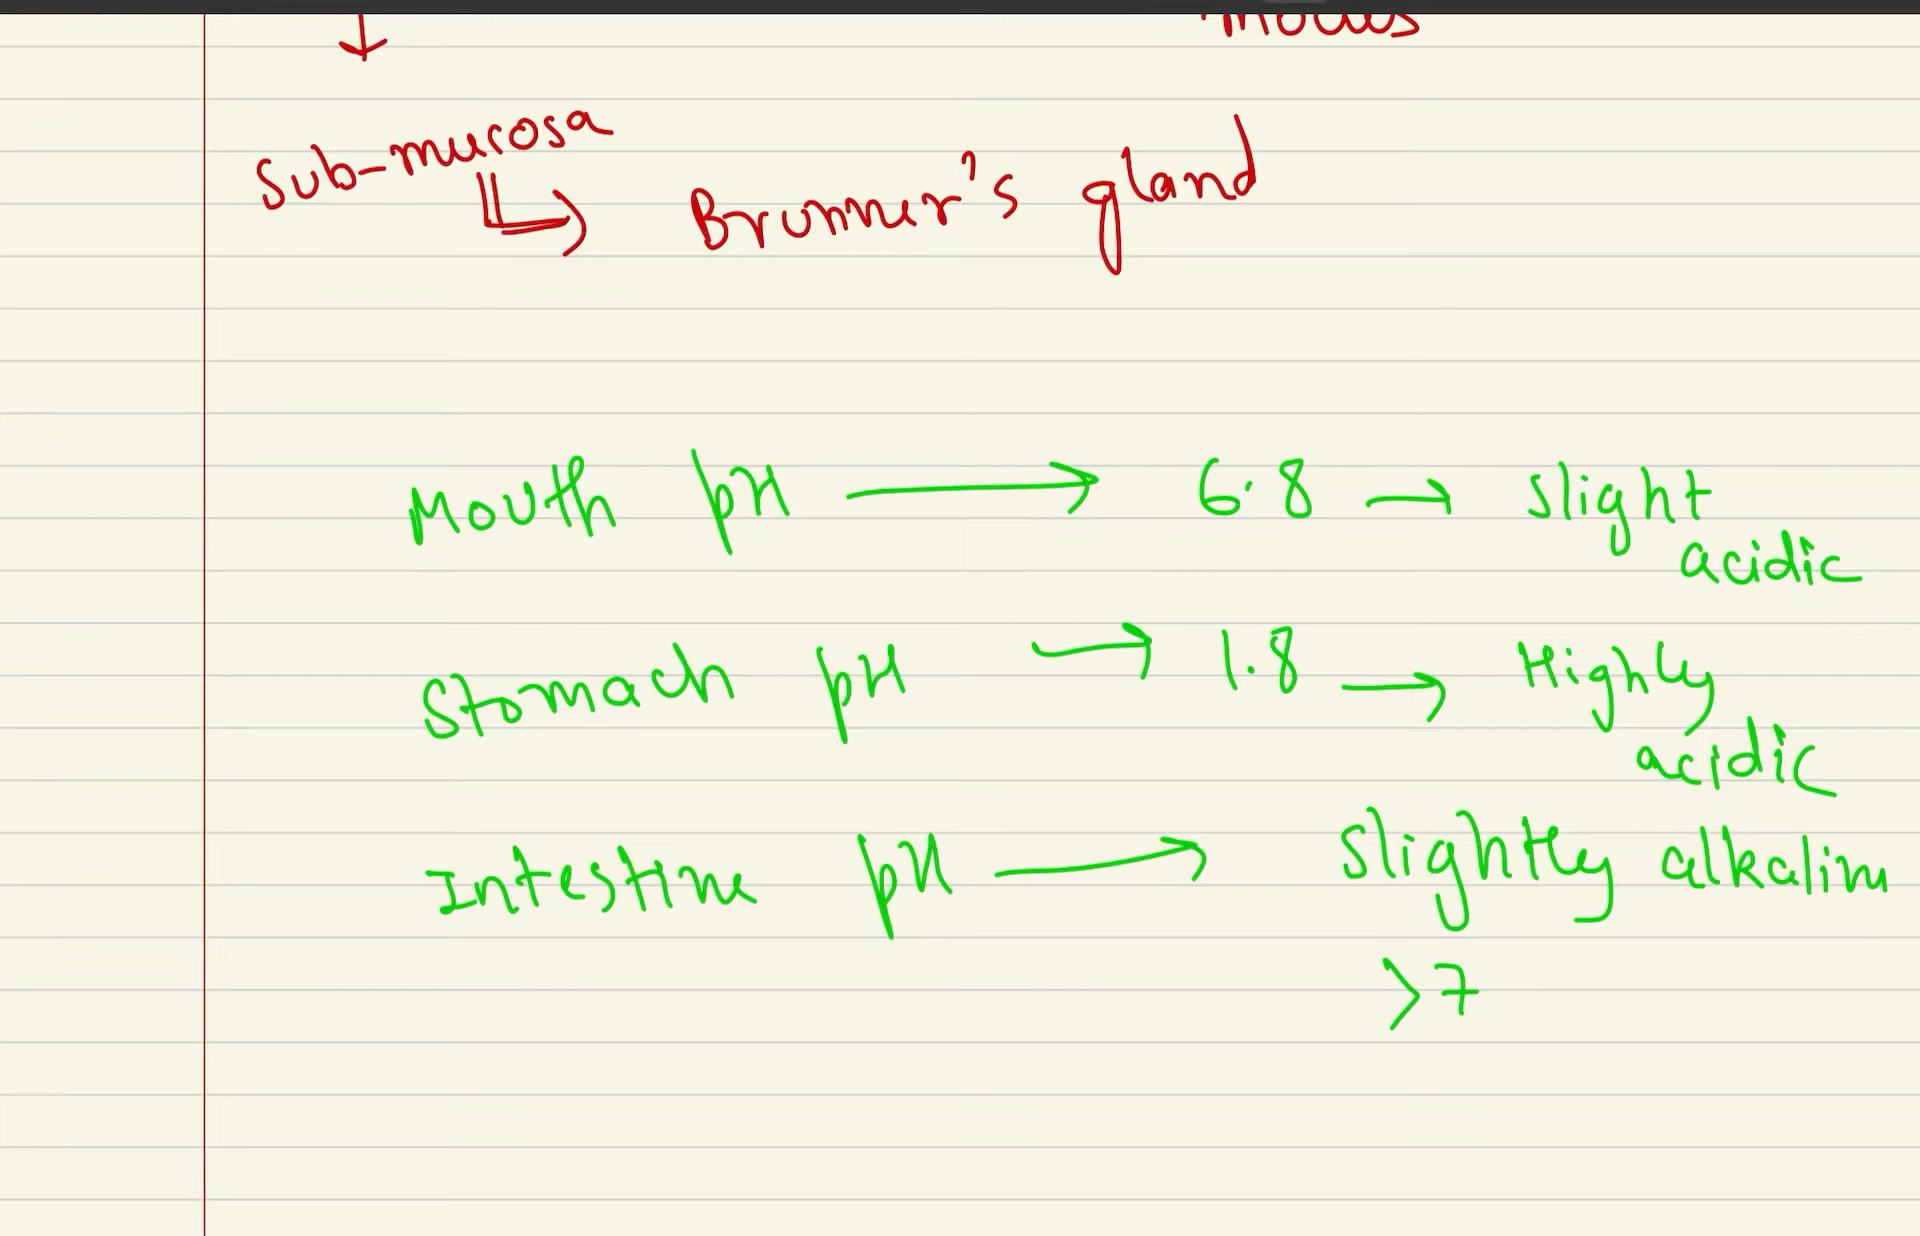 Sub-mucosa
Brunner's gland
Mouth pH → 6.8 → slight
acidic
Stomach pH → 1.8 → Highly
acidic
Intestine pH → slightly alkaline
>7